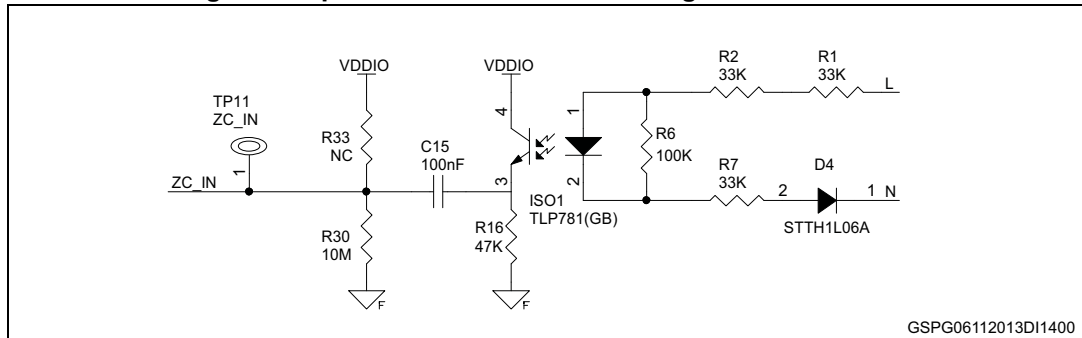 VDDIO
VDDIO
R2
33K
R1
33K
L
TP11
ZC_IN
1
R33
NC
C15
100nF
4
1
R6
100K
ZC_IN
3
2
ISO1
TLP781(GB)
R7
33K
D4
2
1
N
STTH1L06A
R30
10M
R16
47K
F
F
GSPG06112013DI1400